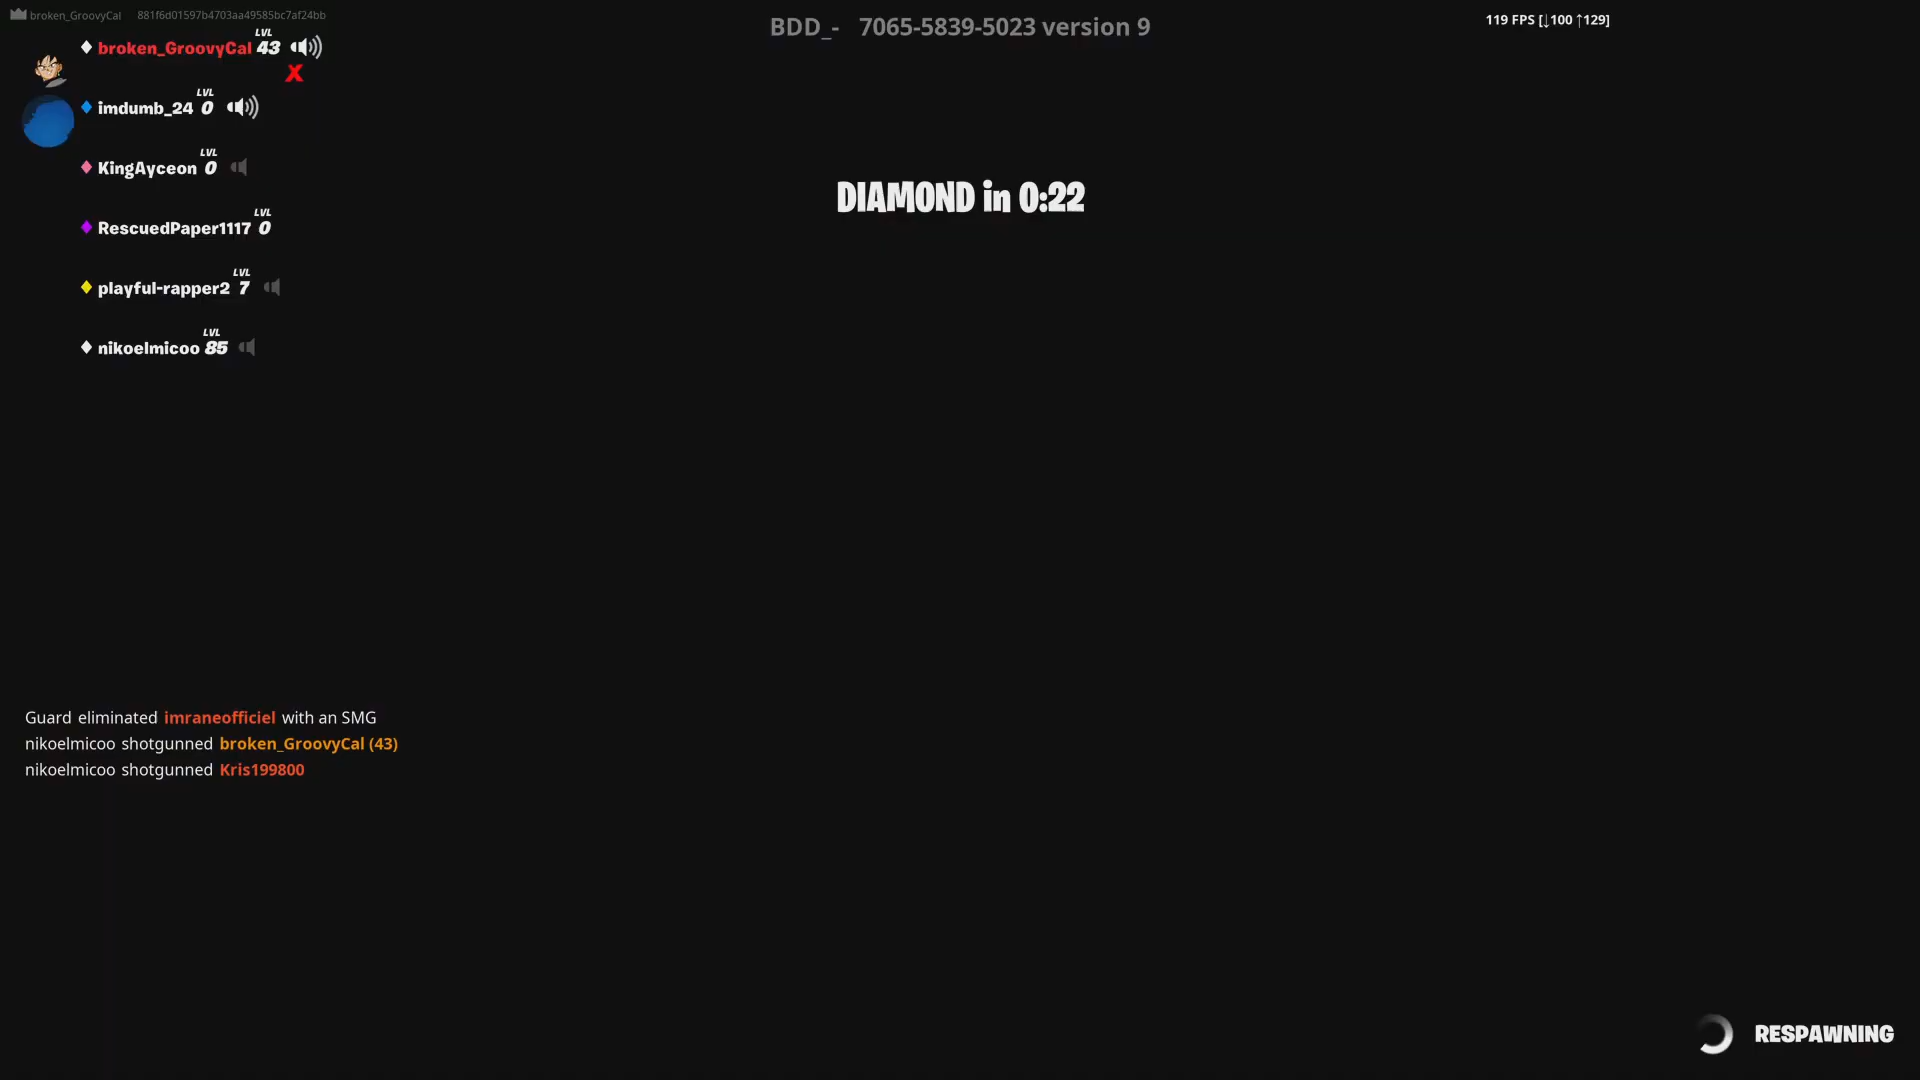 broken_GroovyCal 881f6d01597b4703aa49585bc7af24bb
BDD_- 7065-5839-5023 version 9
119 FPS [↓100 ↑129]
broken_GroovyCal LVL 43
X
imdumb_24 LVL 0
KingAyceon LVL 0
RescuedPaper1117 LVL 0
playful-rapper2 LVL 7
nikoelmicoo LVL 85
DIAMOND in 0:22
Guard eliminated imraneofficiel with an SMG
nikoelmicoo shotgunned broken_GroovyCal (43)
nikoelmicoo shotgunned Kris199800
RESPAWNING